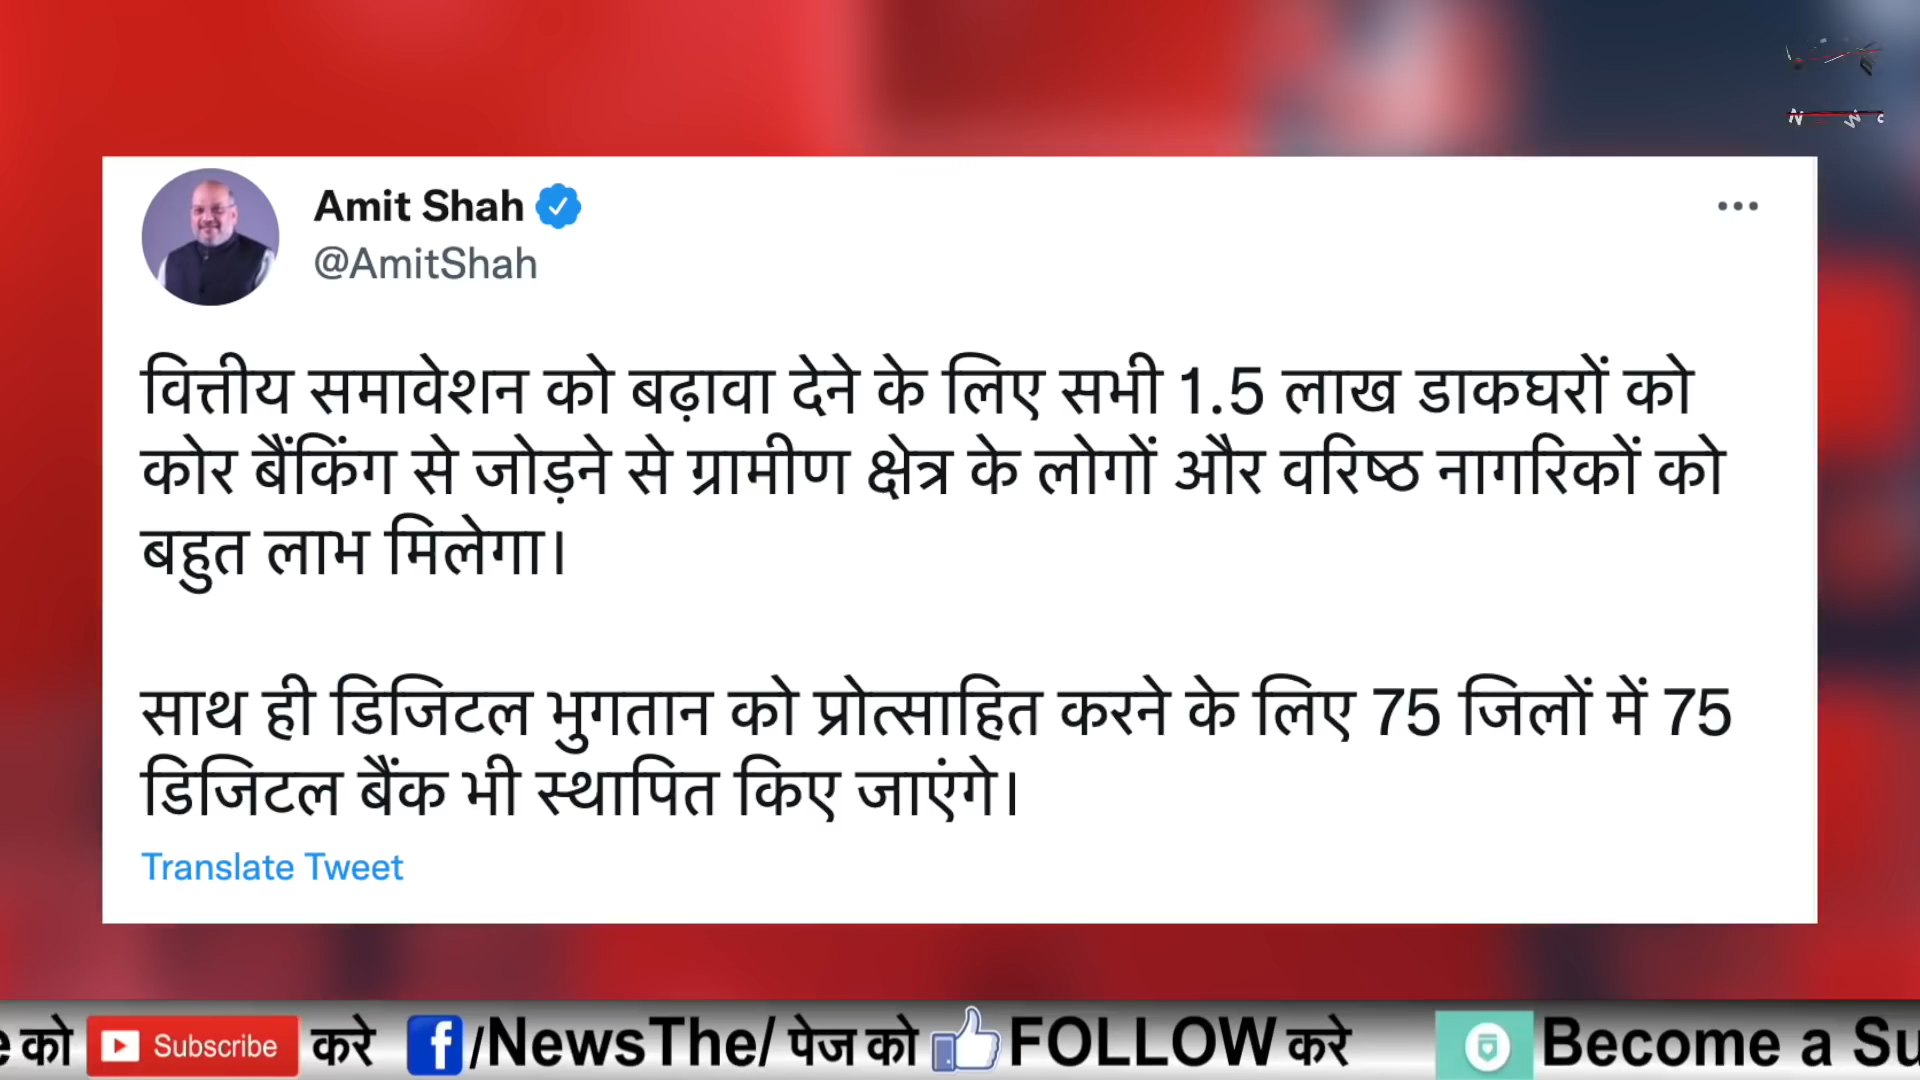 Amit Shah
@AmitShah
वित्तीय समावेशन को बढ़ावा देने के लिए सभी 1.5 लाख डाकघरों को
कोर बैंकिंग से जोड़ने से ग्रामीण क्षेत्र के लोगों और वरिष्ठ नागरिकों को
बहुत लाभ मिलेगा।
साथ ही डिजिटल भुगतान को प्रोत्साहित करने के लिए 75 जिलों में 75
डिजिटल बैंक भी स्थापित किए जाएंगे।
Translate Tweet
को Subscribe करे f/NewsThe/ पेज को FOLLOW करे Become a